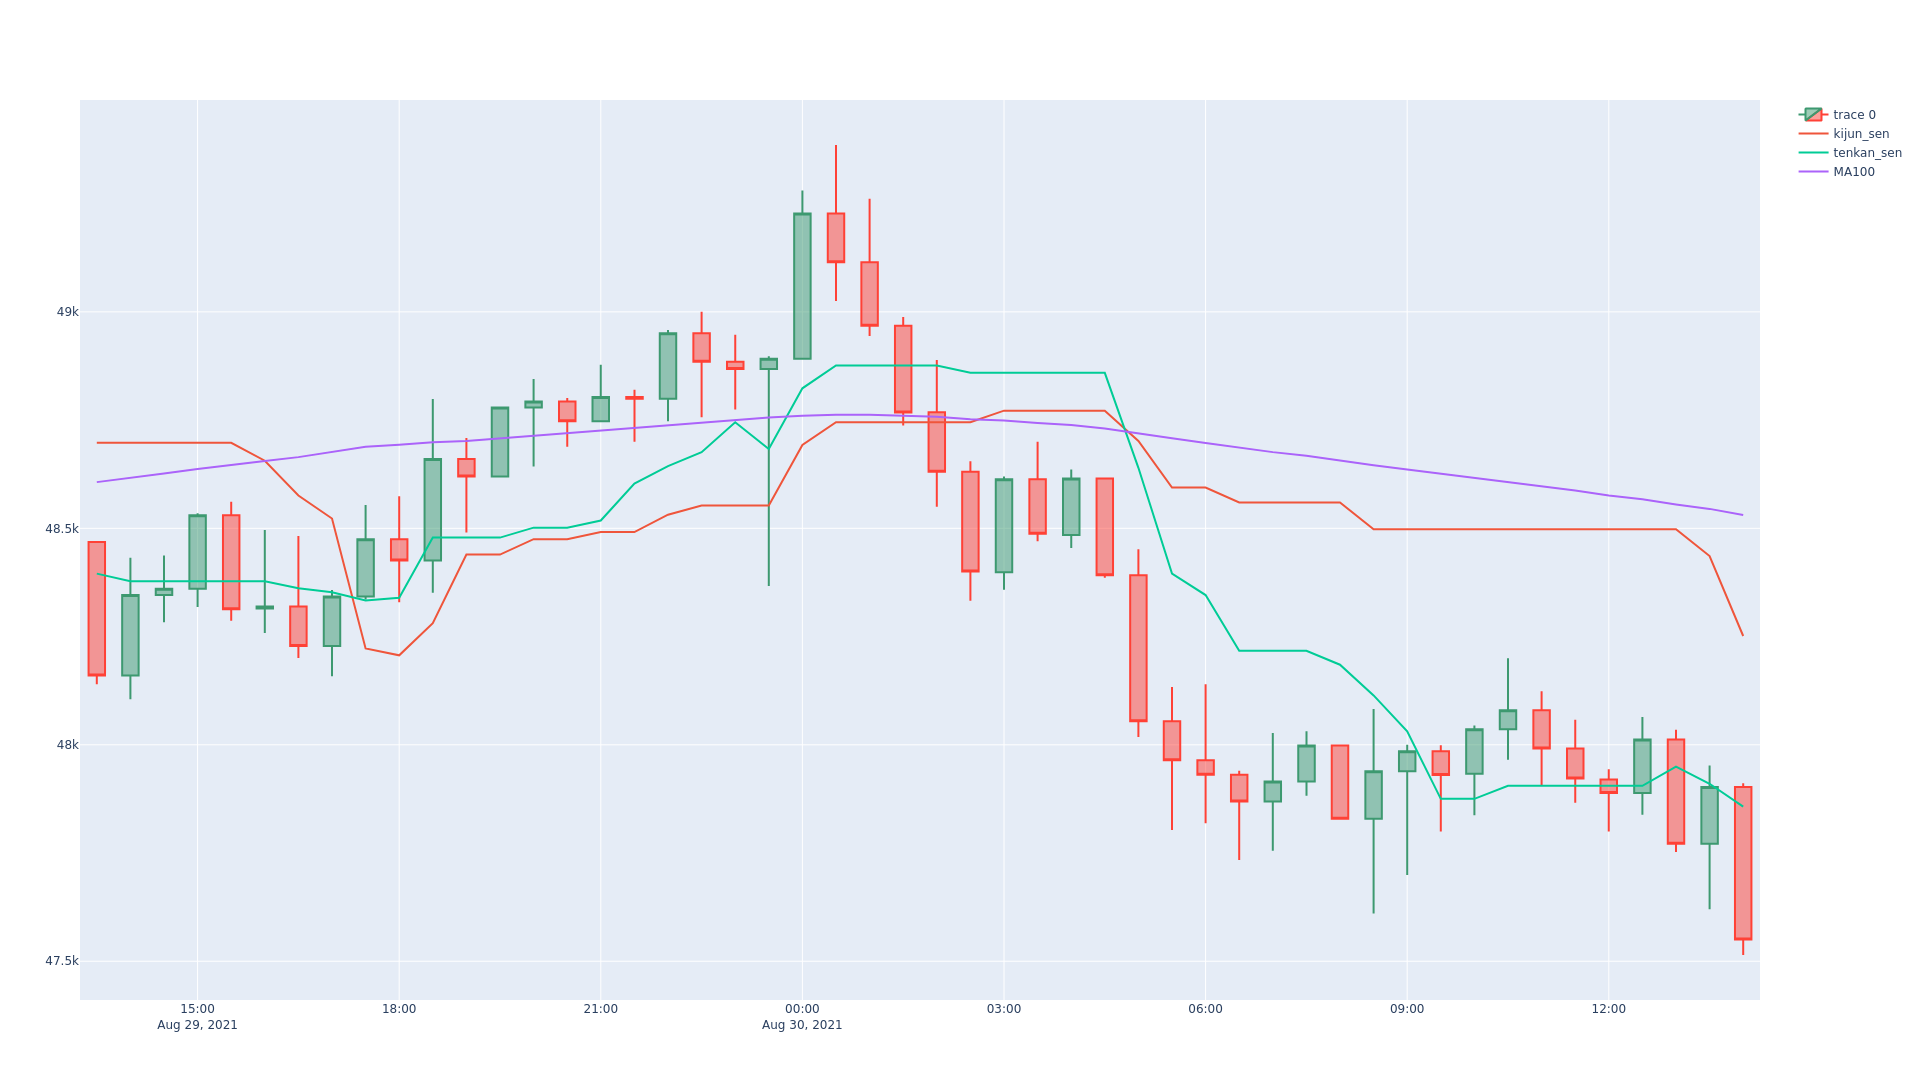 trace 0
kijun_sen
tenkan_sen
MA100
49k
48.5k
48k
47.5k
15:00 18:00 21:00 00:00 03:00 06:00 09:00 12:00
Aug 29, 2021 Aug 30, 2021